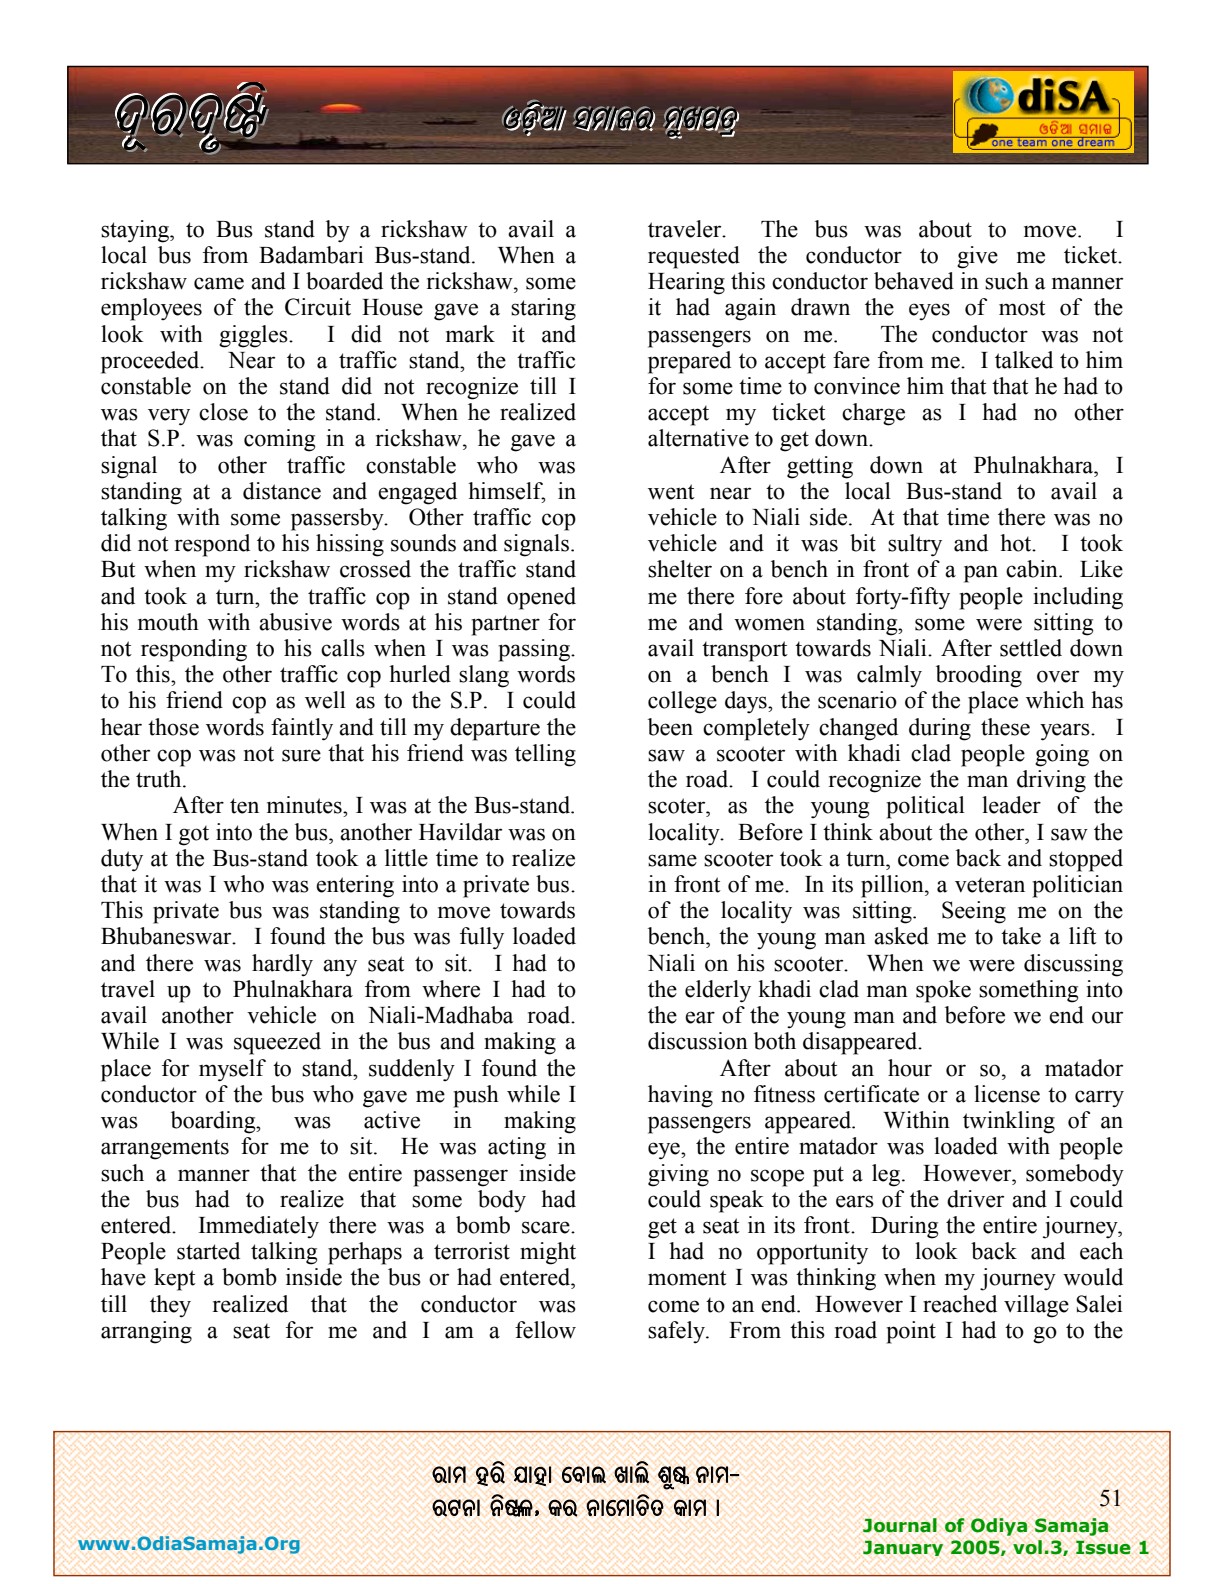 ଦୂରଦୃଷ୍ଟି
ଓଡ଼ିଆ ସମାଜର ମୁଖପତ୍ର
OdiSA
ଓଡିଆ ସମାଜ
one team one dream
staying, to Bus stand by a rickshaw to avail a
local bus from Badambari Bus-stand. When a
rickshaw came and I boarded the rickshaw, some
employees of the Circuit House gave a staring
look with giggles. I did not mark it and
proceeded. Near to a traffic stand, the traffic
constable on the stand did not recognize till I
was very close to the stand. When he realized
that S.P. was coming in a rickshaw, he gave a
signal to other traffic constable who was
standing at a distance and engaged himself, in
talking with some passersby. Other traffic cop
did not respond to his hissing sounds and signals.
But when my rickshaw crossed the traffic stand
and took a turn, the traffic cop in stand opened
his mouth with abusive words at his partner for
not responding to his calls when I was passing.
To this, the other traffic cop hurled slang words
to his friend cop as well as to the S.P. I could
hear those words faintly and till my departure the
other cop was not sure that his friend was telling
the truth.
After ten minutes, I was at the Bus-stand.
When I got into the bus, another Havildar was on
duty at the Bus-stand took a little time to realize
that it was I who was entering into a private bus.
This private bus was standing to move towards
Bhubaneswar. I found the bus was fully loaded
and there was hardly any seat to sit. I had to
travel up to Phulnakhara from where I had to
avail another vehicle on Niali-Madhaba road.
While I was squeezed in the bus and making a
place for myself to stand, suddenly I found the
conductor of the bus who gave me push while I
was boarding, was active in making
arrangements for me to sit. He was acting in
such a manner that the entire passenger inside
the bus had to realize that some body had
entered. Immediately there was a bomb scare.
People started talking perhaps a terrorist might
have kept a bomb inside the bus or had entered,
till they realized that the conductor was
arranging a seat for me and I am a fellow
traveler. The bus was about to move. I
requested the conductor to give me ticket.
Hearing this conductor behaved in such a manner
it had again drawn the eyes of most of the
passengers on me. The conductor was not
prepared to accept fare from me. I talked to him
for some time to convince him that that he had to
accept my ticket charge as I had no other
alternative to get down.
After getting down at Phulnakhara, I
went near to the local Bus-stand to avail a
vehicle to Niali side. At that time there was no
vehicle and it was bit sultry and hot. I took
shelter on a bench in front of a pan cabin. Like
me there fore about forty-fifty people including
me and women standing, some were sitting to
avail transport towards Niali. After settled down
on a bench I was calmly brooding over my
college days, the scenario of the place which has
been completely changed during these years. I
saw a scooter with khadi clad people going on
the road. I could recognize the man driving the
scoter, as the young political leader of the
locality. Before I think about the other, I saw the
same scooter took a turn, come back and stopped
in front of me. In its pillion, a veteran politician
of the locality was sitting. Seeing me on the
bench, the young man asked me to take a lift to
Niali on his scooter. When we were discussing
the elderly khadi clad man spoke something into
the ear of the young man and before we end our
discussion both disappeared.
After about an hour or so, a matador
having no fitness certificate or a license to carry
passengers appeared. Within twinkling of an
eye, the entire matador was loaded with people
giving no scope put a leg. However, somebody
could speak to the ears of the driver and I could
get a seat in its front. During the entire journey,
I had no opportunity to look back and each
moment I was thinking when my journey would
come to an end. However I reached village Salei
safely. From this road point I had to go to the
ରାମ ହରି ଯାହା ବୋଲ ଖାଲି ଶୁଷ୍କ ନାମ-
ରଟନା ନିଷ୍ଫଳ, କର ନାମୋଚିତ କାମ ।
51
www.OdiaSamaja.Org
Journal of Odiya Samaja
January 2005, vol.3, Issue 1